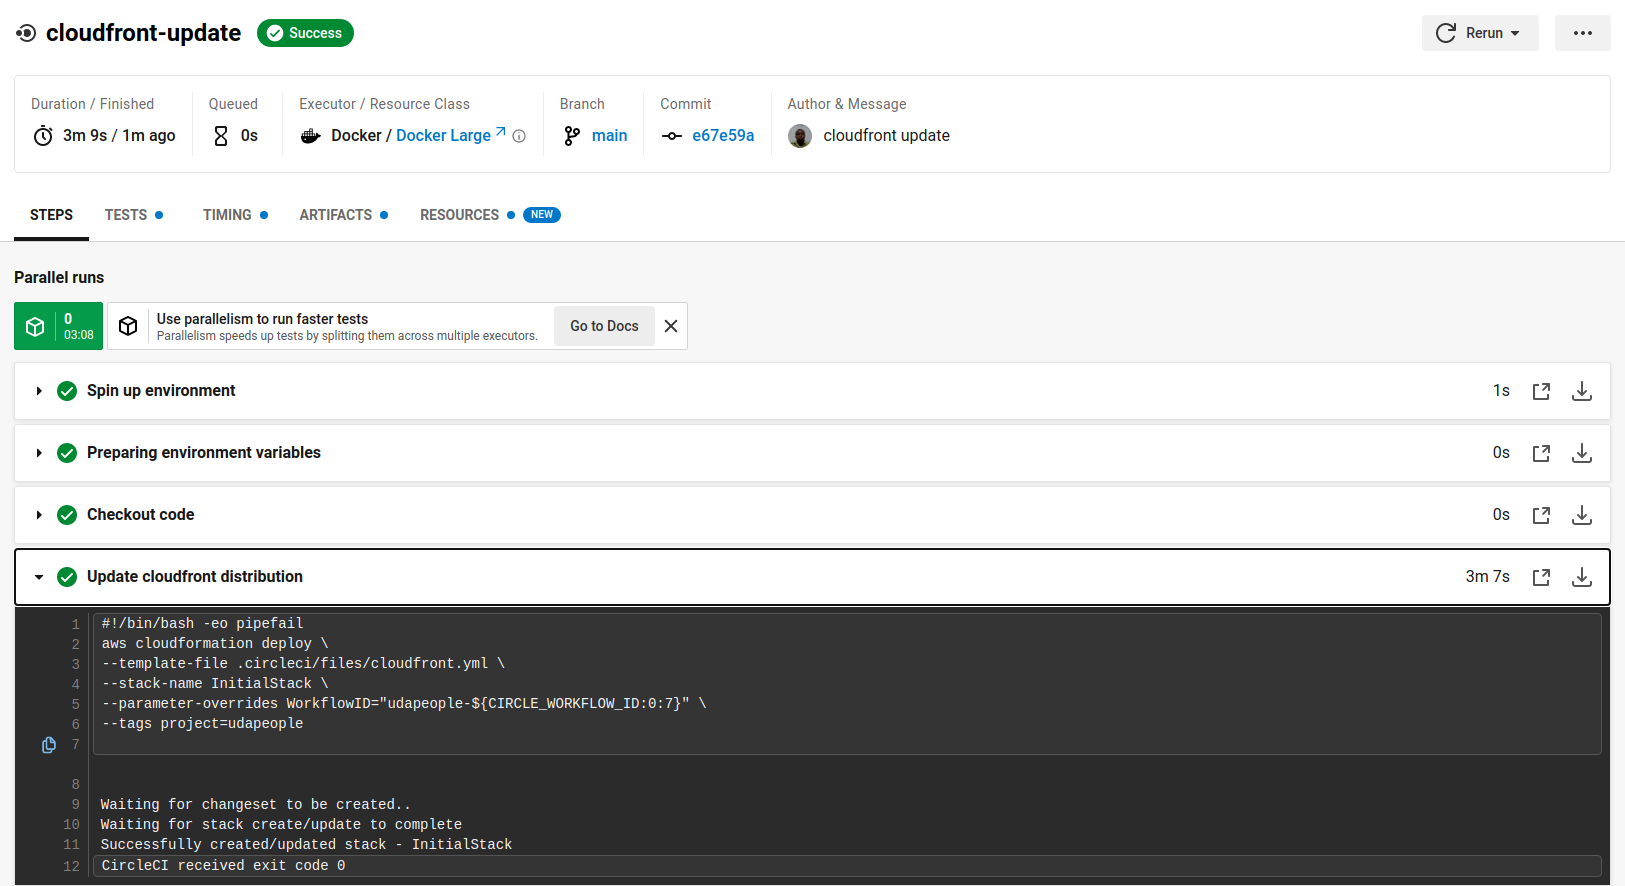 cloudfront-update Success Rerun
Duration / Finished Queued Executor / Resource Class Branch Commit Author & Message
3m 9s / 1m ago 0s Docker / Docker Large main e67e59a cloudfront update
STEPS TESTS TIMING ARTIFACTS RESOURCES NEW
Parallel runs
0
03:08
Use parallelism to run faster tests
Parallelism speeds up tests by splitting them across multiple executors.
Go to Docs
Spin up environment 1s
Preparing environment variables 0s
Checkout code 0s
Update cloudfront distribution 3m 7s
1 #!/bin/bash -eo pipefail
2 aws cloudformation deploy \
3 --template-file .circleci/files/cloudfront.yml \
4 --stack-name InitialStack \
5 --parameter-overrides WorkflowID="udapeople-${CIRCLE_WORKFLOW_ID:0:7}" \
6 --tags project=udapeople
7
8
9 Waiting for changeset to be created..
10 Waiting for stack create/update to complete
11 Successfully created/updated stack - InitialStack
12 CircleCI received exit code 0